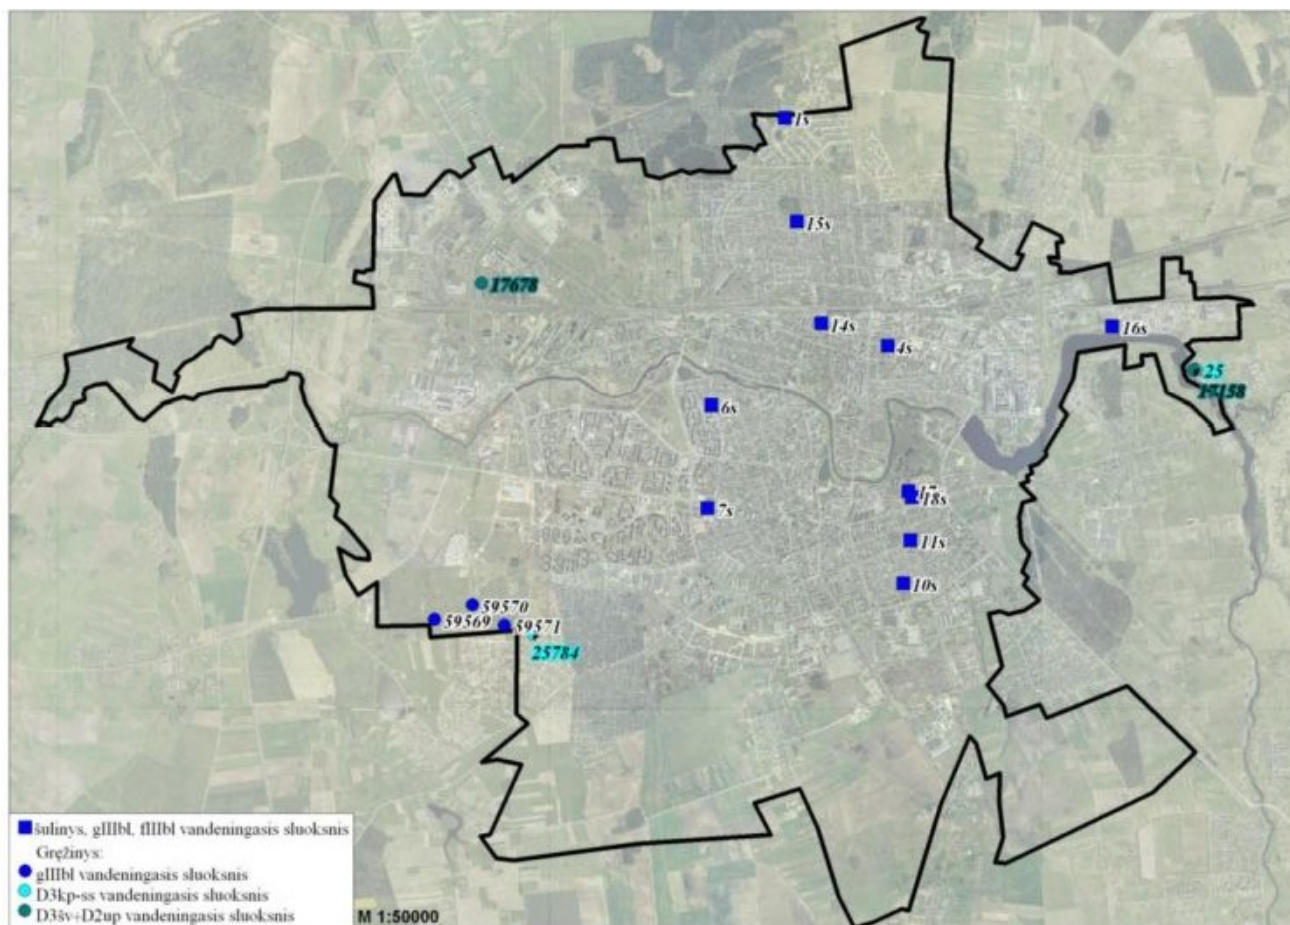 1s
15s
17678
14s
16s
4s
25
17158
6s
17
18s
7s
11s
10s
59570
59569
59571
25784
šulinys, gIIIbl, fIIIbl vandeningasis sluoksnis
Gręžinys:
gIIIbl vandeningasis sluoksnis
D3kp-ss vandeningasis sluoksnis
D3šv+D2up vandeningasis sluoksnis
M 1:50000